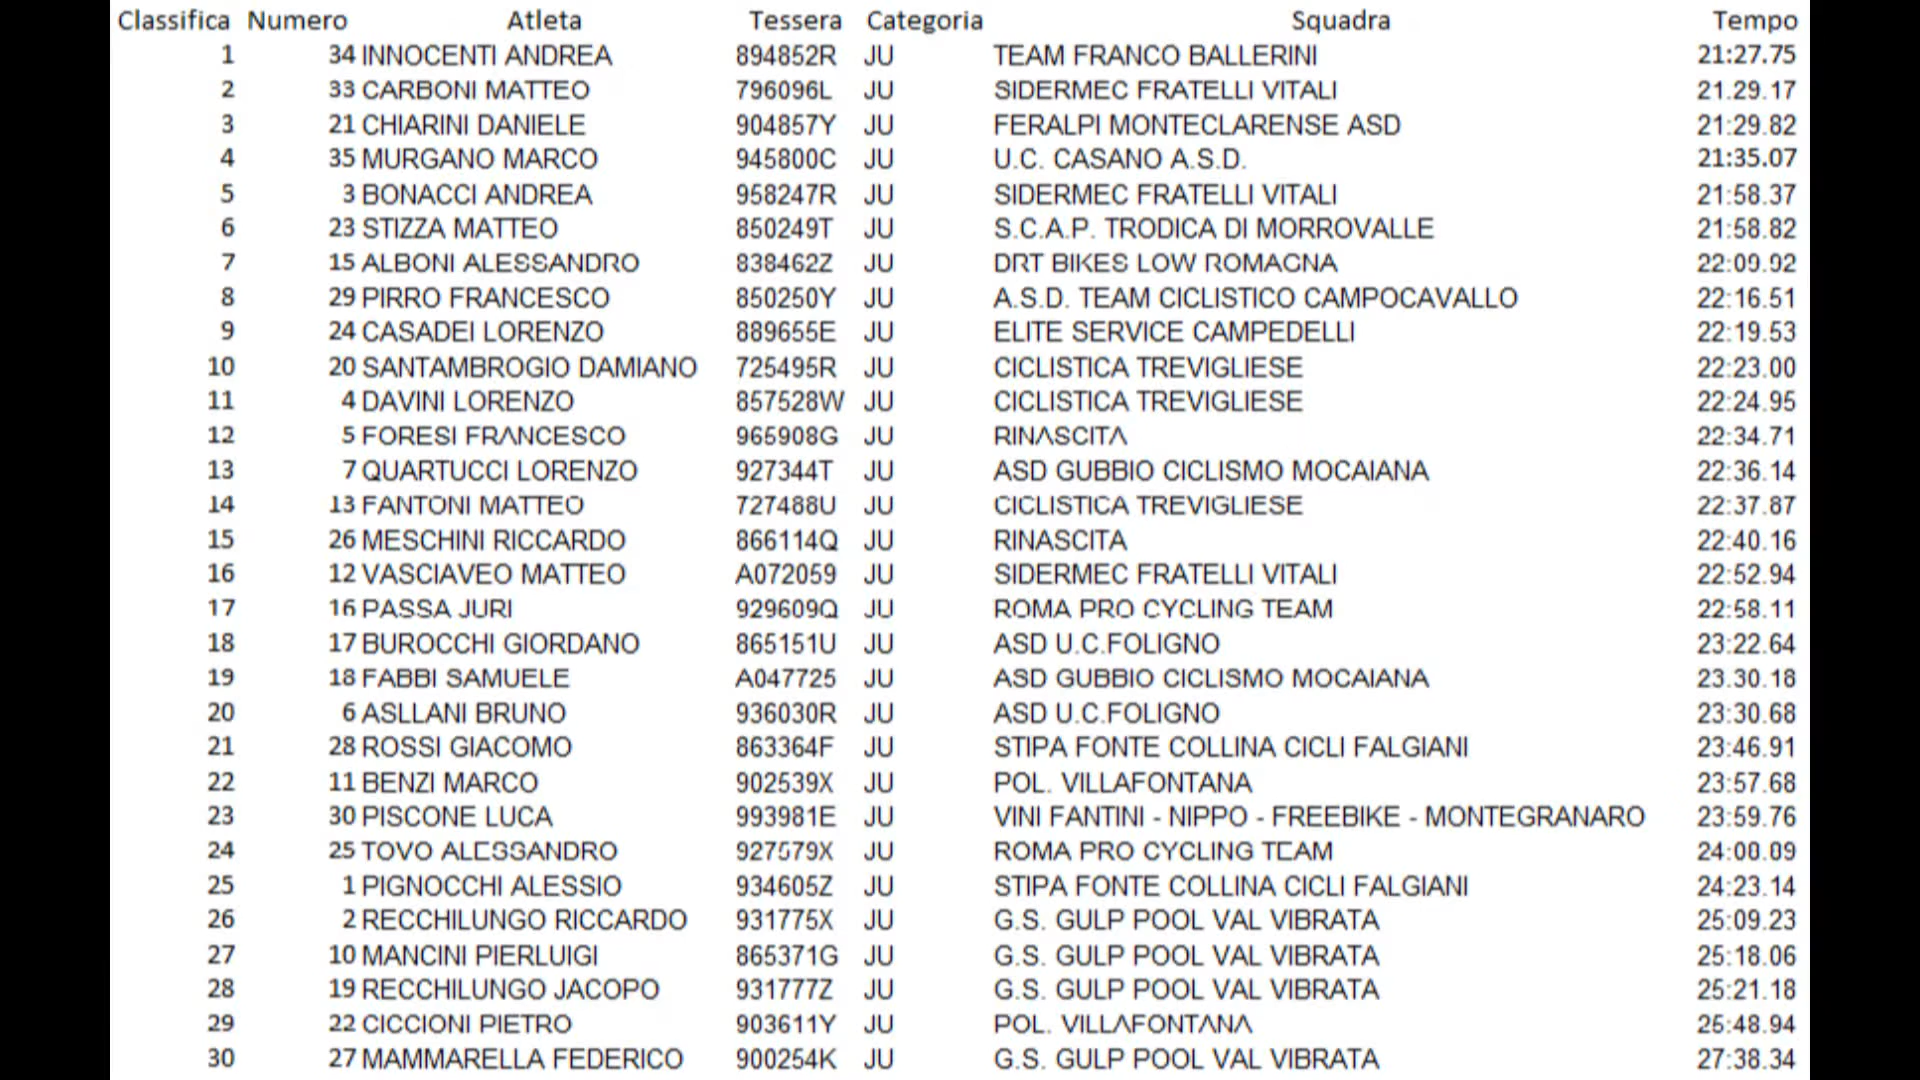 Classifica Numero Atleta Tessera Categoria Squadra Tempo
1 34 INNOCENTI ANDREA 894852R JU TEAM FRANCO BALLERINI 21:27.75
2 33 CARBONI MATTEO 796096L JU SIDERMEC FRATELLI VITALI 21:29.17
3 21 CHIARINI DANIELE 904857Y JU FERALPI MONTECLARENSE ASD 21:29.82
4 35 MURGANO MARCO 945800C JU U.C. CASANO A.S.D. 21:35.07
5 3 BONACCI ANDREA 958247R JU SIDERMEC FRATELLI VITALI 21:58.37
6 23 STIZZA MATTEO 850249T JU S.C.A.P. TRODICA DI MORROVALLE 21:58.82
7 15 ALBONI ALESSANDRO 838462Z JU DRT BIKES LOW ROMAGNA 22:09.92
8 29 PIRRO FRANCESCO 850250Y JU A.S.D. TEAM CICLISTICO CAMPOCAVALLO 22:16.51
9 24 CASADEI LORENZO 889655E JU ELITE SERVICE CAMPEDELLI 22:19.53
10 20 SANTAMBROGIO DAMIANO 725495R JU CICLISTICA TREVIGLIESE 22:23.00
11 4 DAVINI LORENZO 857528W JU CICLISTICA TREVIGLIESE 22:24.95
12 5 FORESI FRANCESCO 965908G JU RINASCITA 22:34.71
13 7 QUARTUCCI LORENZO 927344T JU ASD GUBBIO CICLISMO MOCAIANA 22:36.14
14 13 FANTONI MATTEO 727488U JU CICLISTICA TREVIGLIESE 22:37.87
15 26 MESCHINI RICCARDO 866114Q JU RINASCITA 22:40.16
16 12 VASCIAVEO MATTEO A072059 JU SIDERMEC FRATELLI VITALI 22:52.94
17 16 PASSA JURI 929609Q JU ROMA PRO CYCLING TEAM 22:58.11
18 17 BUROCCHI GIORDANO 865151U JU ASD U.C.FOLIGNO 23:22.64
19 18 FABBI SAMUELE A047725 JU ASD GUBBIO CICLISMO MOCAIANA 23:30.18
20 6 ASLLANI BRUNO 936030R JU ASD U.C.FOLIGNO 23:30.68
21 28 ROSSI GIACOMO 863364F JU STIPA FONTE COLLINA CICLI FALGIANI 23:46.91
22 11 BENZI MARCO 902539X JU POL. VILLAFONTANA 23:57.68
23 30 PISCONE LUCA 993981E JU VINI FANTINI - NIPPO - FREEBIKE - MONTEGRANARO 23:59.76
24 25 TOVO ALESSANDRO 927579X JU ROMA PRO CYCLING TEAM
25 1 PIGNOCCHI ALESSIO 934605Z JU STIPA FONTE COLLINA CICLI FALGIANI 24:23.14
26 2 RECCHILUNGO RICCARDO 931775X JU G.S. GULP POOL VAL VIBRATA 25:09.23
27 10 MANCINI PIERLUIGI 865371G JU G.S. GULP POOL VAL VIBRATA 25:18.06
28 19 RECCHILUNGO JACOPO 931777Z JU G.S. GULP POOL VAL VIBRATA 25:21.18
29 22 CICCIONI PIETRO 903611Y JU POL. VILLAFONTANA 25:48.94
30 27 MAMMARELLA FEDERICO 900254K JU G.S. GULP POOL VAL VIBRATA 27:38.34